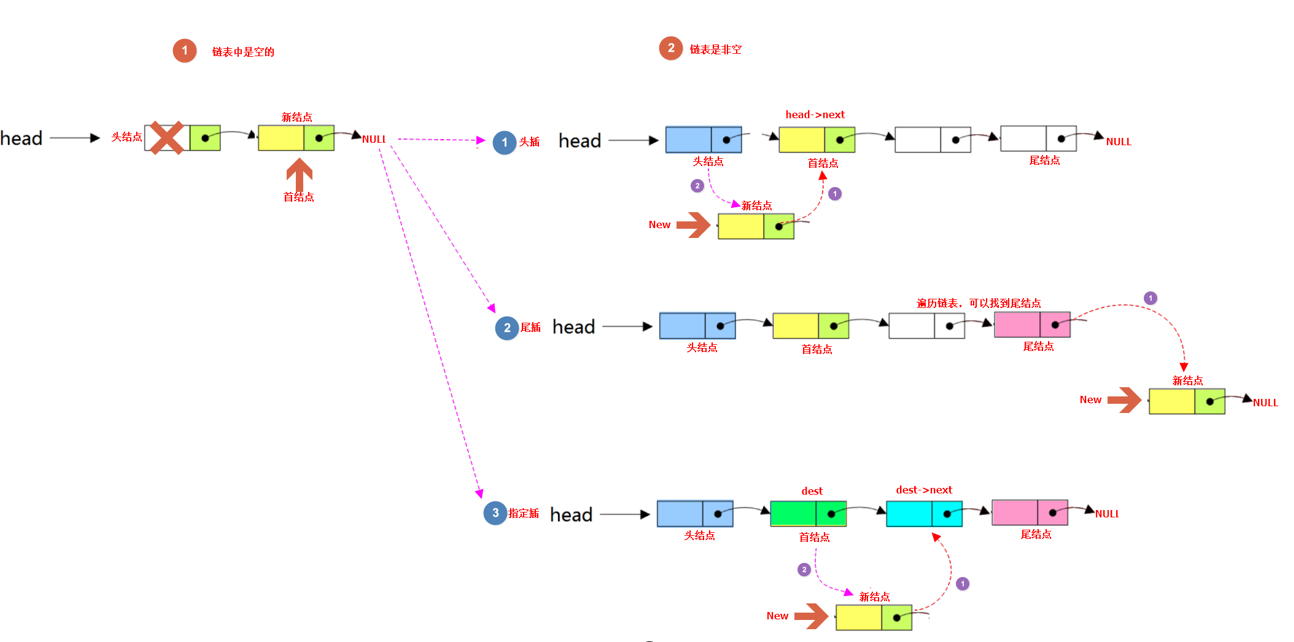 1 链表中是空的
2 链表是非空
head
头结点
新结点
NULL
首结点
1 头插
head
head->next
头结点
首结点
尾结点
NULL
2
1
新结点
New
2 尾插
head
遍历链表,可以找到尾结点
头结点
首结点
尾结点
1
新结点
New
NULL
3 指定插
head
dest
dest->next
头结点
首结点
尾结点
NULL
2
1
新结点
New